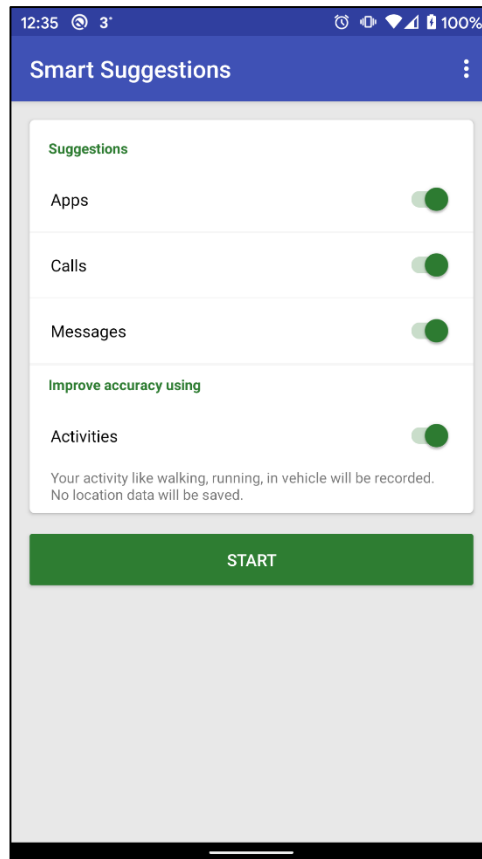 12:35 3° 100%
Smart Suggestions
Suggestions
Apps
Calls
Messages
Improve accuracy using
Activities
Your activity like walking, running, in vehicle will be recorded.
No location data will be saved.
START